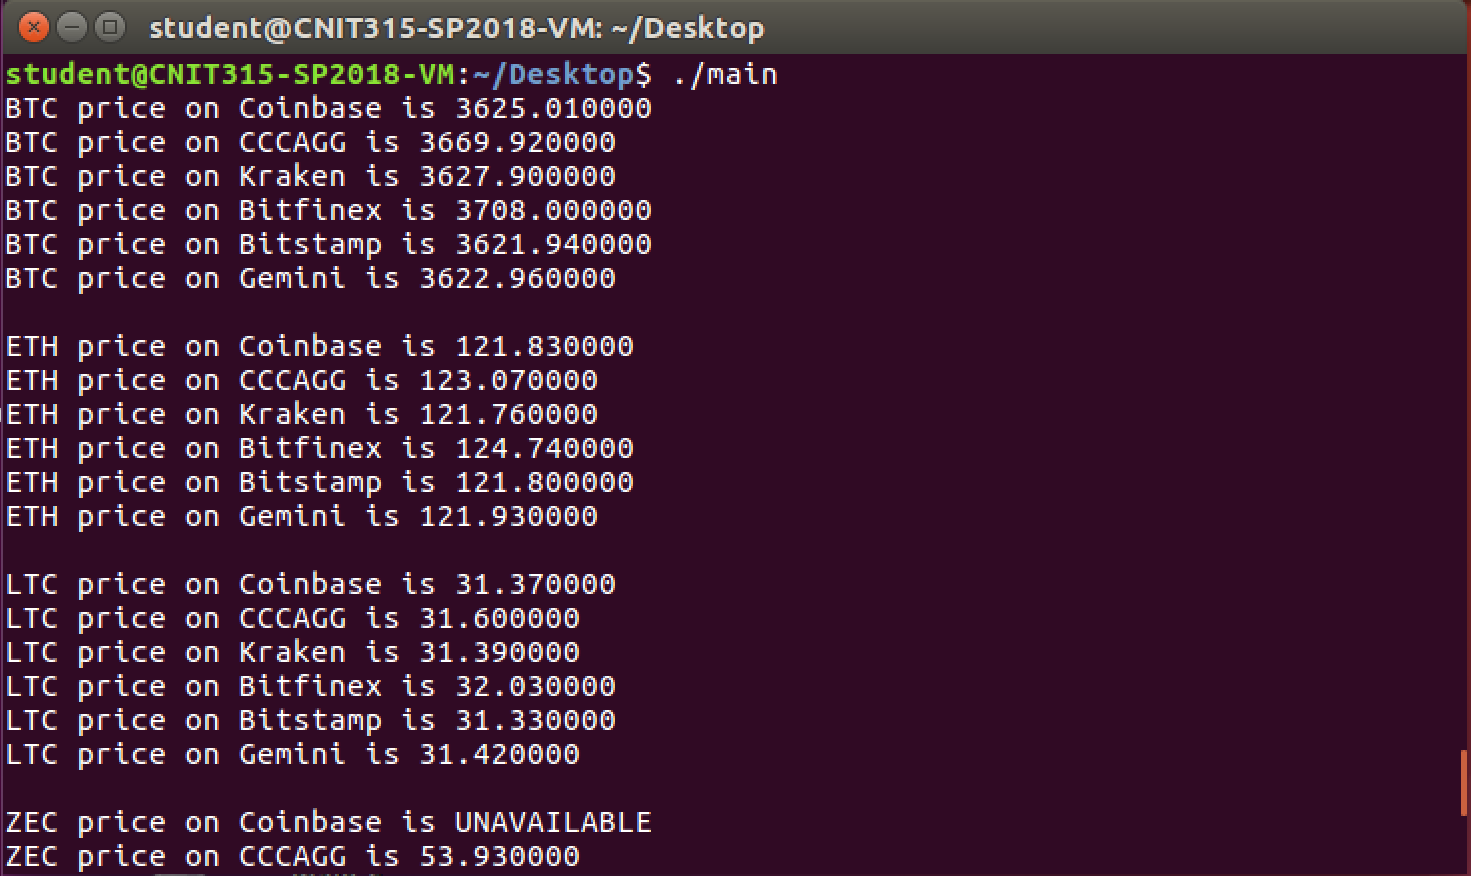 student@CNIT315-SP2018-VM: ~/Desktop
student@CNIT315-SP2018-VM:~/Desktop$ ./main
BTC price on Coinbase is 3625.010000
BTC price on CCCAGG is 3669.920000
BTC price on Kraken is 3627.900000
BTC price on Bitfinex is 3708.000000
BTC price on Bitstamp is 3621.940000
BTC price on Gemini is 3622.960000
ETH price on Coinbase is 121.830000
ETH price on CCCAGG is 123.070000
ETH price on Kraken is 121.760000
ETH price on Bitfinex is 124.740000
ETH price on Bitstamp is 121.800000
ETH price on Gemini is 121.930000
LTC price on Coinbase is 31.370000
LTC price on CCCAGG is 31.600000
LTC price on Kraken is 31.390000
LTC price on Bitfinex is 32.030000
LTC price on Bitstamp is 31.330000
LTC price on Gemini is 31.420000
ZEC price on Coinbase is UNAVAILABLE
ZEC price on CCCAGG is 53.930000